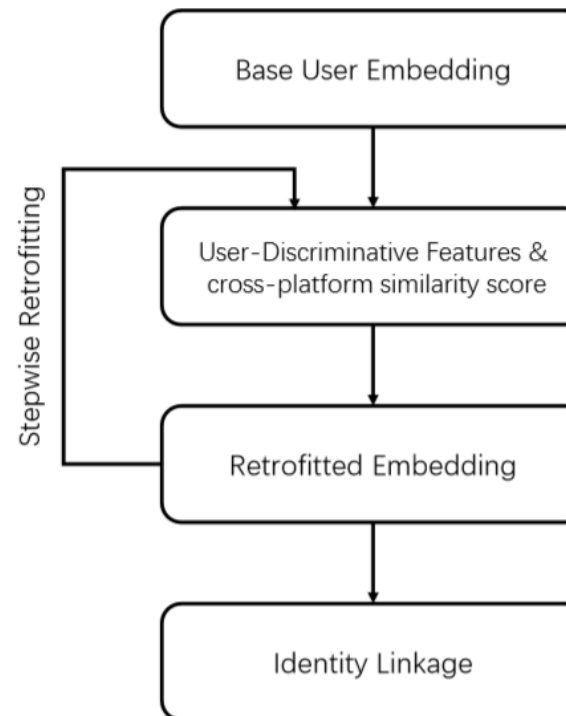 Base User Embedding
Stepwise Retrofitting
User-Discriminative Features &
cross-platform similarity score
Retrofitted Embedding
Identity Linkage